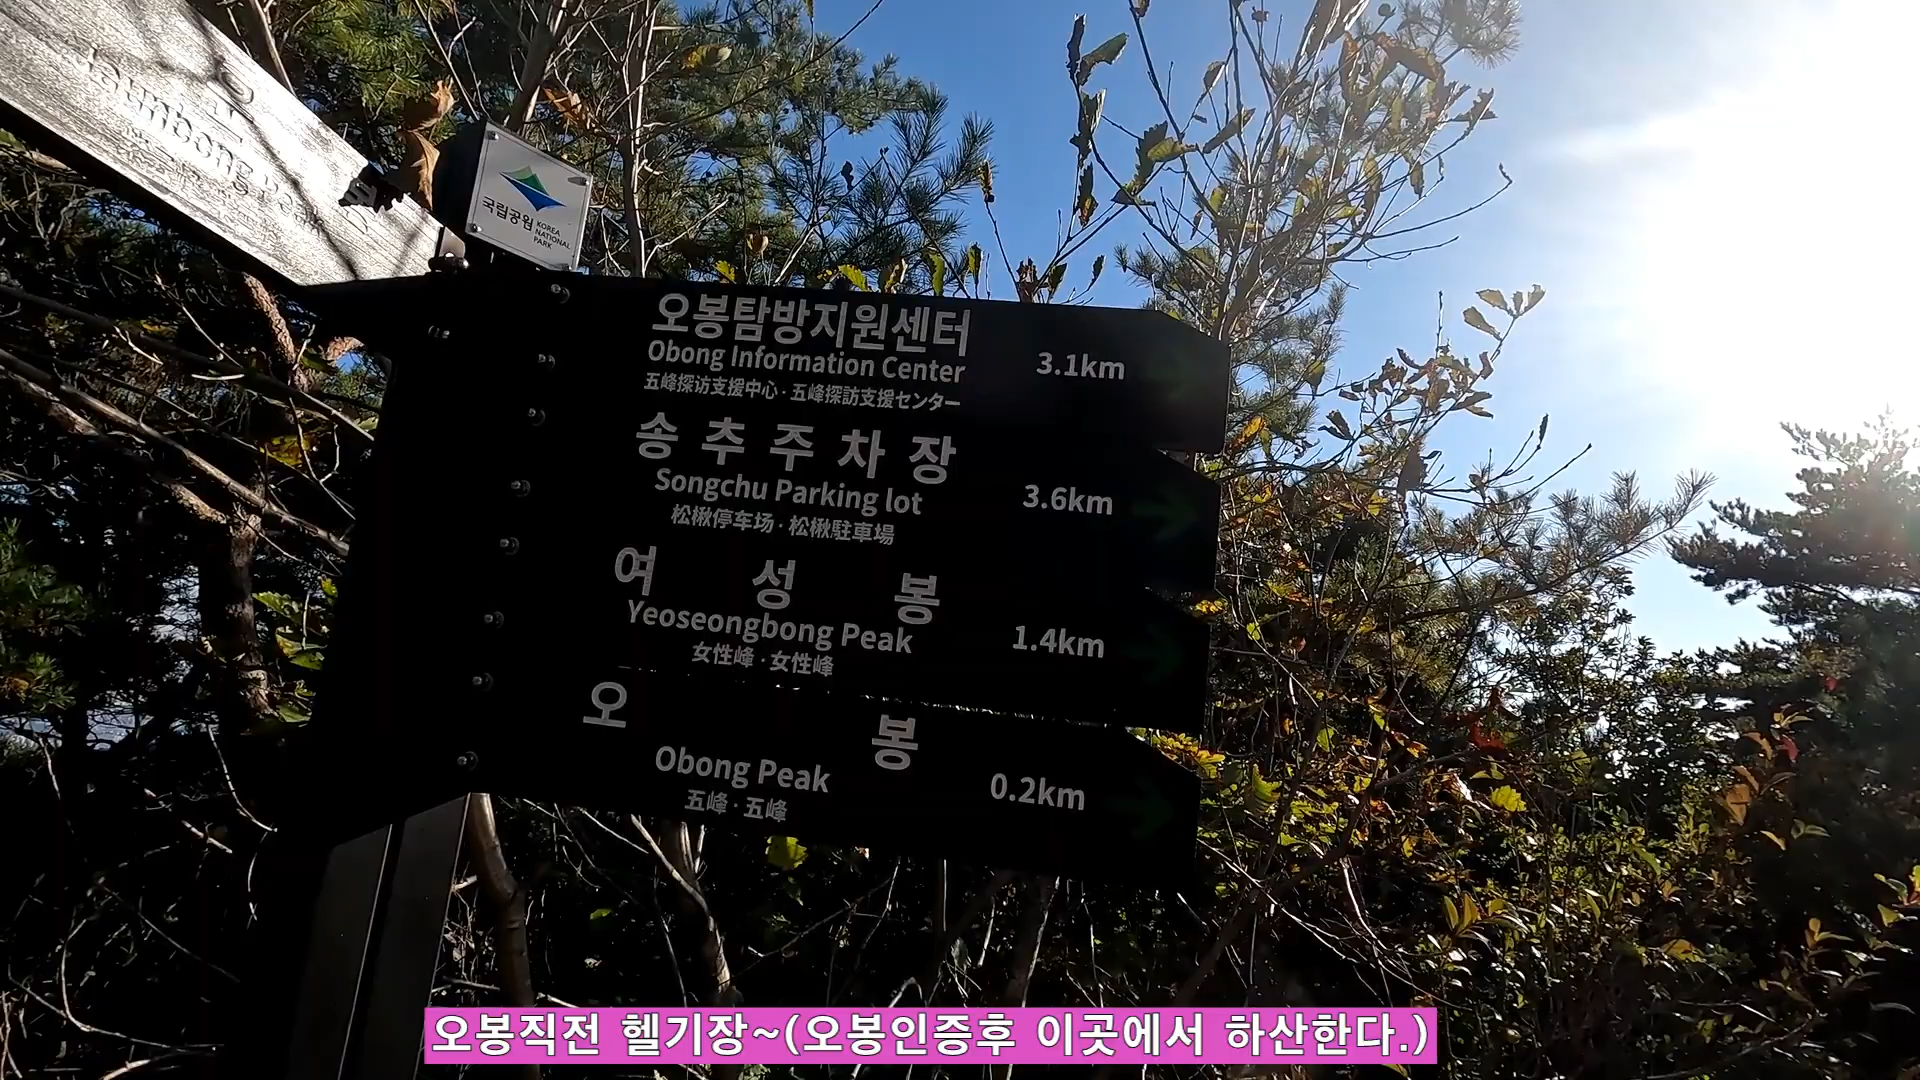 국립공원
KOREA
NATIONAL
PARK
오봉탐방지원센터
Obong Information Center
3.1km
五峰探访支援中心 · 五峰探訪支援センター
송추주차장
Songchu Parking lot
3.6km
松楸停车场 · 松楸駐車場
여성봉
Yeoseongbong Peak
1.4km
女性峰 · 女性峰
오봉
Obong Peak
0.2km
五峰 · 五峰
오봉직전 헬기장~(오봉인증후 이곳에서 하산한다.)